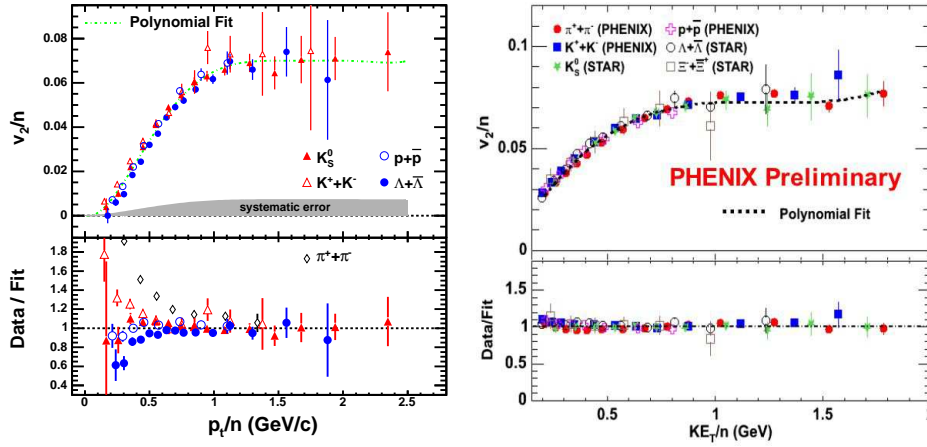 Polynomial Fit
v₂/n
0.08
0.06
0.04
0.02
0
K⁰S
K⁺+K⁻
p+p̅
Λ+Λ̅
systematic error
Data / Fit
1.8
1.6
1.4
1.2
1
0.8
0.6
0.4
π⁺+π⁻
0 0.5 1 1.5 2 2.5
pₜ/n (GeV/c)
v₂/n
0.1
0.05
0
π⁺+π⁻ (PHENIX)
K⁺+K⁻ (PHENIX)
K⁰S (STAR)
p+p̅ (PHENIX)
Λ+Λ̅ (STAR)
Ξ⁻+Ξ̅⁺ (STAR)
PHENIX Preliminary
Polynomial Fit
Data/Fit
1.5
1
0.5
0.5 1 1.5
KE_T/n (GeV)